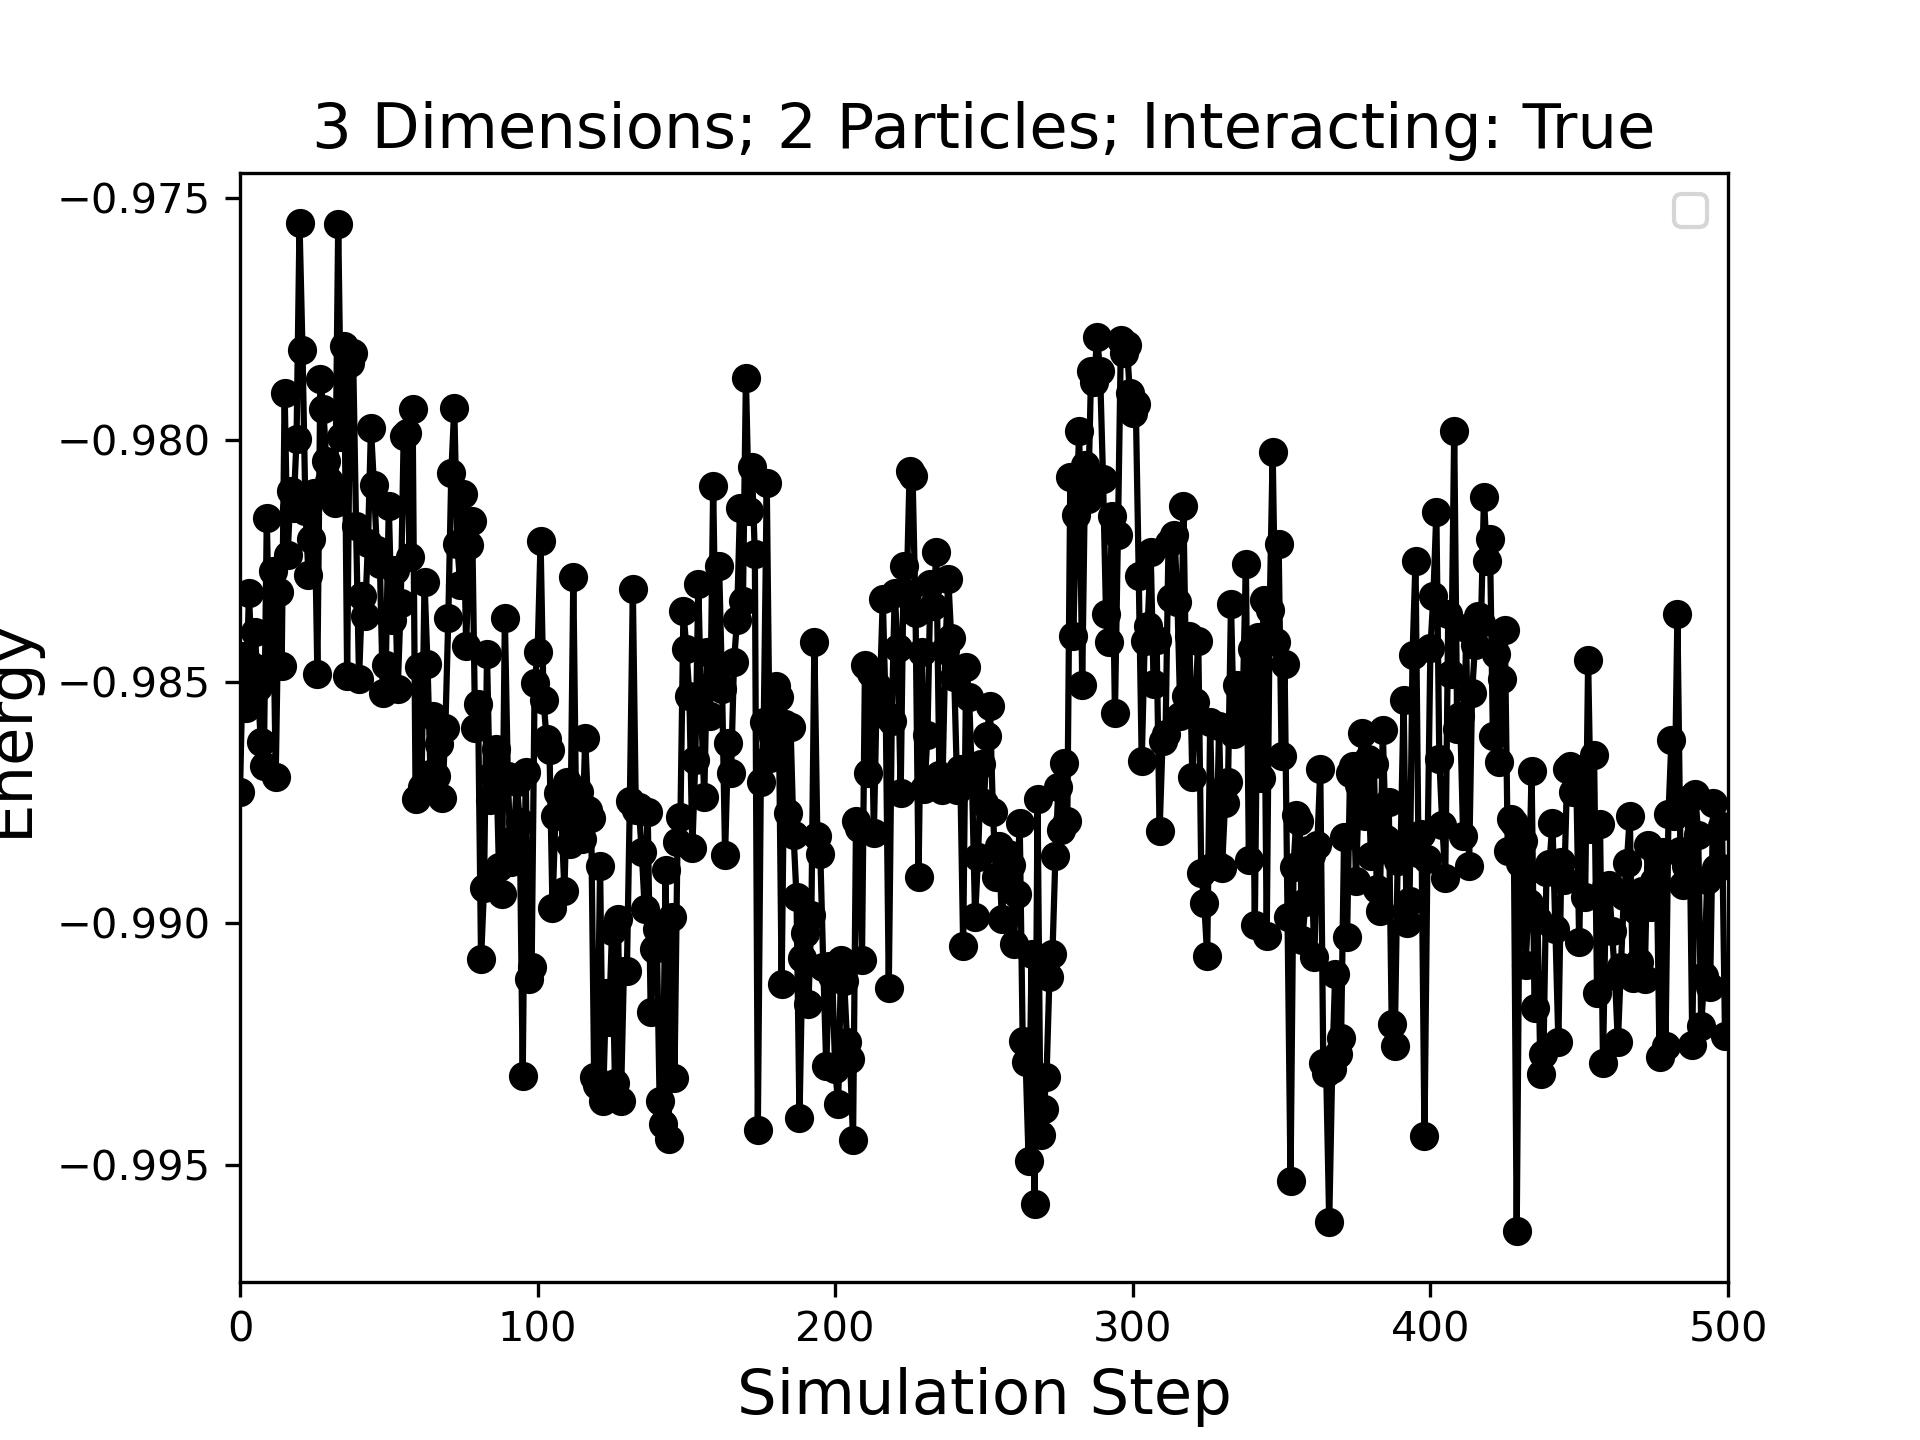 3 Dimensions; 2 Particles; Interacting: True
−0.975
−0.980
−0.985
−0.990
−0.995
Energy
0 100 200 300 400 500
Simulation Step